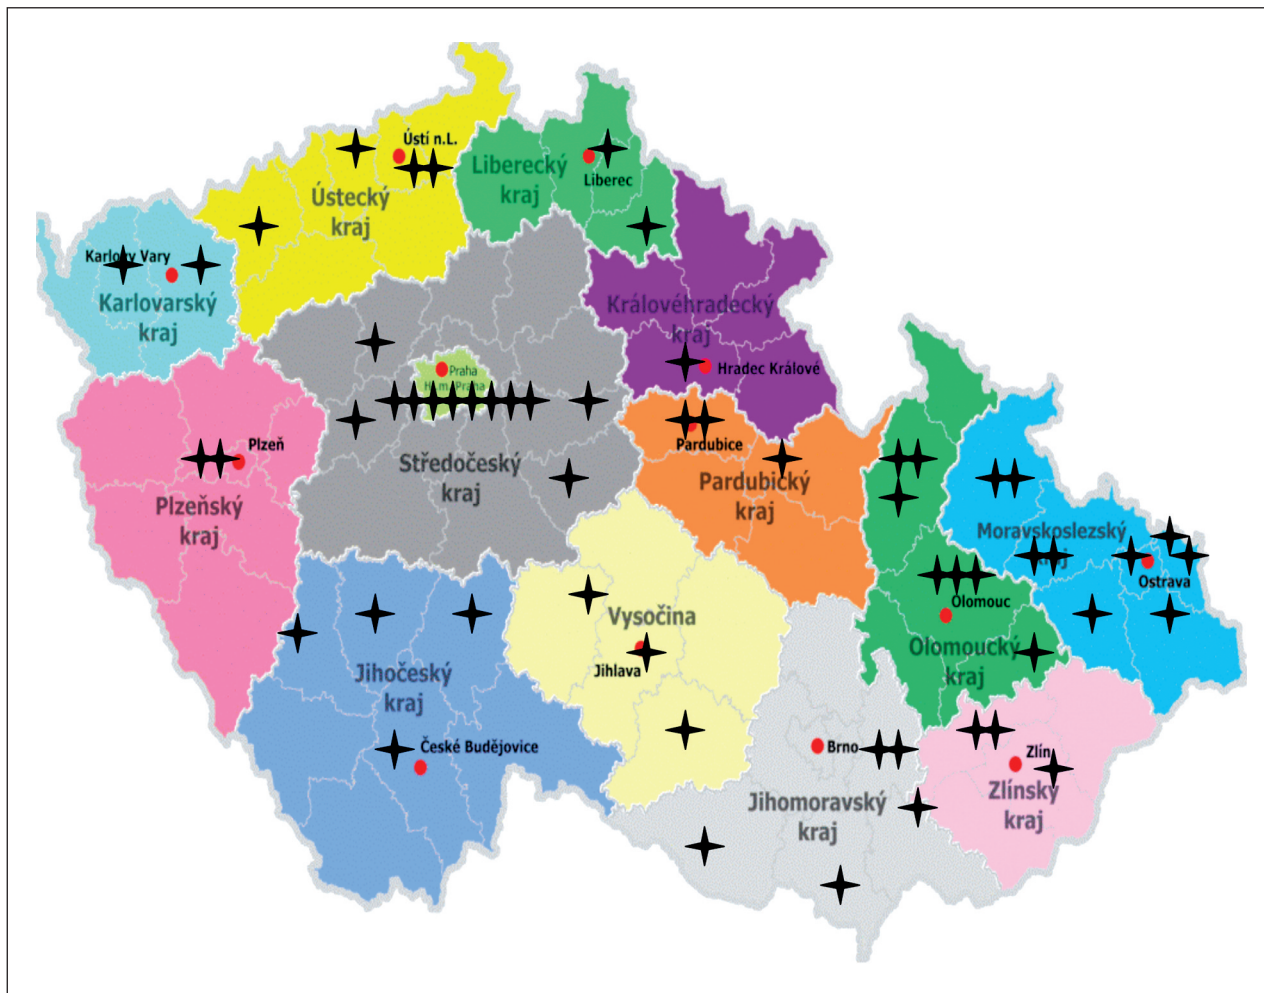 Ústí n.L.
Ústecký
kraj
Liberecký
kraj
Liberec
Karlovy Vary
Karlovarský
kraj
Královéhradecký
kraj
Hradec Králové
Praha
Hl.m. Praha
Plzeň
Plzeňský
kraj
Středočeský
kraj
Pardubice
Pardubický
kraj
Moravskoslezský
kraj
Ostrava
Olomouc
Olomoucký
kraj
Vysočina
Jihlava
Jihočeský
kraj
České Budějovice
Brno
Jihomoravský
kraj
Zlín
Zlínský
kraj